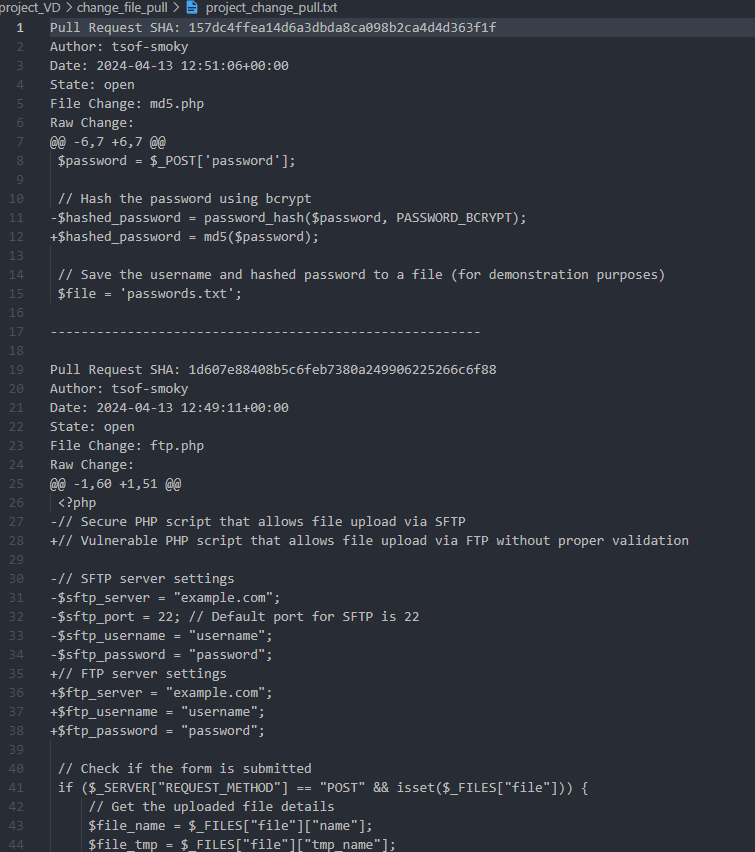 project_VD > change_file_pull > project_change_pull.txt
1 Pull Request SHA: 157dc4ffea14d6a3dbda8ca098b2ca4d4d363f1f
2 Author: tsof-smoky
3 Date: 2024-04-13 12:51:06+00:00
4 State: open
5 File Change: md5.php
6 Raw Change:
7 @@ -6,7 +6,7 @@
8  $password = $_POST['password'];
9
10  // Hash the password using bcrypt
11 -$hashed_password = password_hash($password, PASSWORD_BCRYPT);
12 +$hashed_password = md5($password);
13
14  // Save the username and hashed password to a file (for demonstration purposes)
15  $file = 'passwords.txt';
16
17 --------------------------------------------------------
18
19 Pull Request SHA: 1d607e88408b5c6feb7380a249906225266c6f88
20 Author: tsof-smoky
21 Date: 2024-04-13 12:49:11+00:00
22 State: open
23 File Change: ftp.php
24 Raw Change:
25 @@ -1,60 +1,51 @@
26  <?php
27 -// Secure PHP script that allows file upload via SFTP
28 +// Vulnerable PHP script that allows file upload via FTP without proper validation
29
30 -// SFTP server settings
31 -$sftp_server = "example.com";
32 -$sftp_port = 22; // Default port for SFTP is 22
33 -$sftp_username = "username";
34 -$sftp_password = "password";
35 +// FTP server settings
36 +$ftp_server = "example.com";
37 +$ftp_username = "username";
38 +$ftp_password = "password";
39
40  // Check if the form is submitted
41  if ($_SERVER["REQUEST_METHOD"] == "POST" && isset($_FILES["file"])) {
42      // Get the uploaded file details
43      $file_name = $_FILES["file"]["name"];
44      $file_tmp = $_FILES["file"]["tmp_name"];